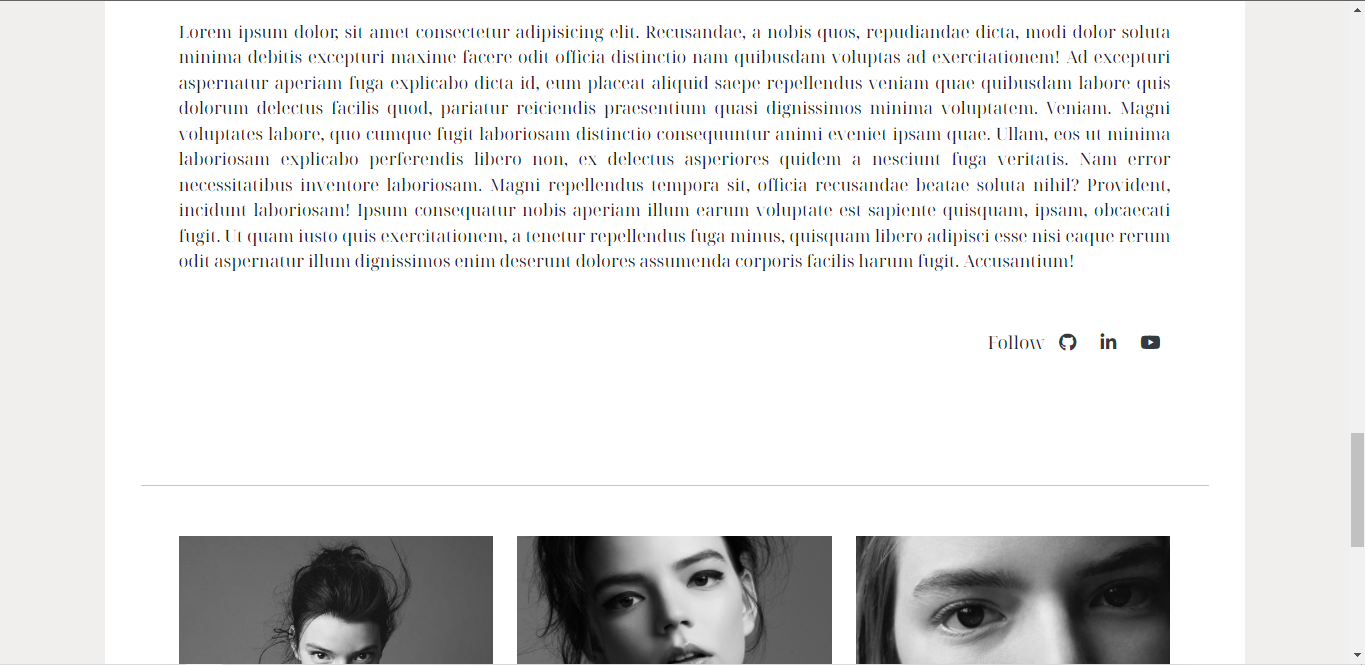 Lorem ipsum dolor, sit amet consectetur adipisicing elit. Recusandae, a nobis quos, repudiandae dicta, modi dolor soluta
minima debitis excepturi maxime facere odit officia distinctio nam quibusdam voluptas ad exercitationem! Ad excepturi
aspernatur aperiam fuga explicabo dicta id, eum placeat aliquid saepe repellendus veniam quae quibusdam labore quis
dolorum delectus facilis quod, pariatur reiciendis praesentium quasi dignissimos minima voluptatem. Veniam. Magni
voluptates labore, quo cumque fugit laboriosam distinctio consequuntur animi eveniet ipsam quae. Ullam, eos ut minima
laboriosam explicabo perferendis libero non, ex delectus asperiores quidem a nesciunt fuga veritatis. Nam error
necessitatibus inventore laboriosam. Magni repellendus tempora sit, officia recusandae beatae soluta nihil? Provident,
incidunt laboriosam! Ipsum consequatur nobis aperiam illum earum voluptate est sapiente quisquam, ipsam, obcaecati
fugit. Ut quam iusto quis exercitationem, a tenetur repellendus fuga minus, quisquam libero adipisci esse nisi eaque rerum
odit aspernatur illum dignissimos enim deserunt dolores assumenda corporis facilis harum fugit. Accusantium!
Follow in